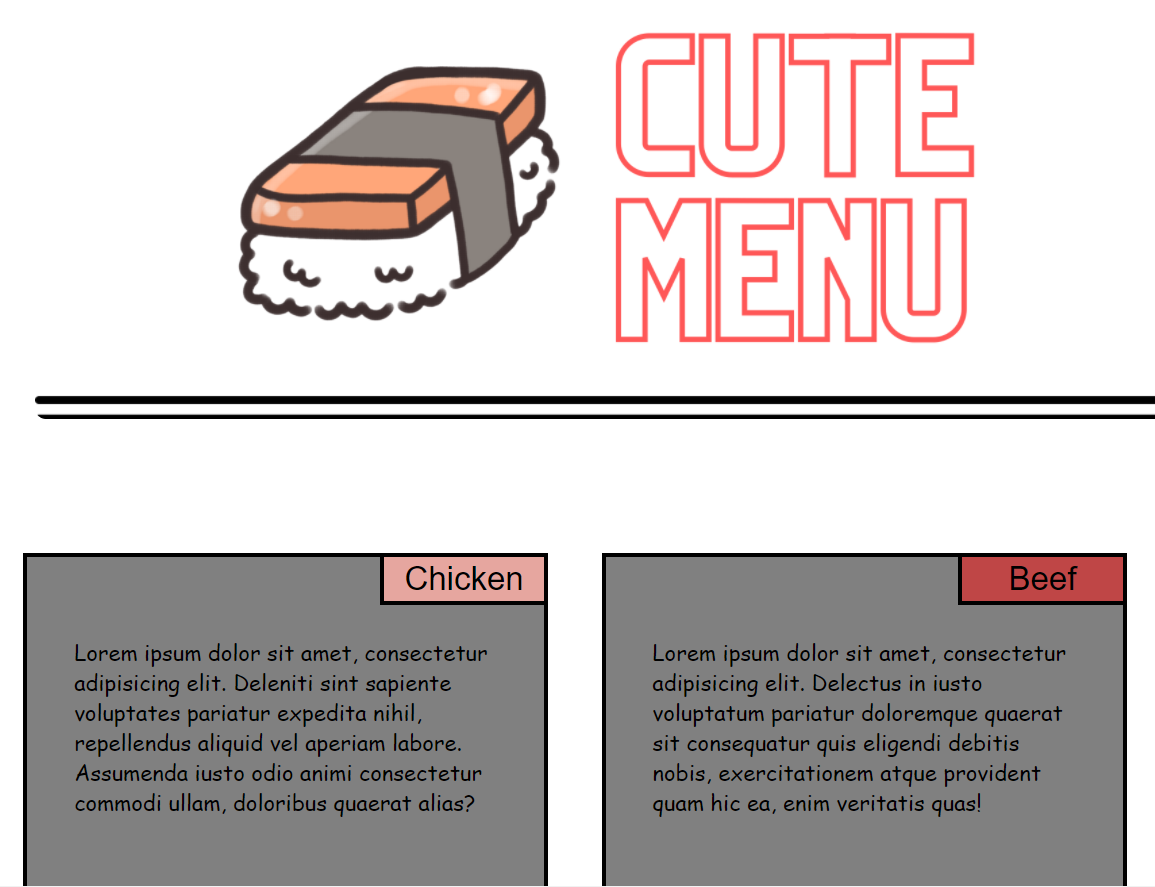 CUTE
MENU
Chicken
Lorem ipsum dolor sit amet, consectetur
adipisicing elit. Deleniti sint sapiente
voluptates pariatur expedita nihil,
repellendus aliquid vel aperiam labore.
Assumenda iusto odio animi consectetur
commodi ullam, doloribus quaerat alias?
Beef
Lorem ipsum dolor sit amet, consectetur
adipisicing elit. Delectus in iusto
voluptatum pariatur doloremque quaerat
sit consequatur quis eligendi debitis
nobis, exercitationem atque provident
quam hic ea, enim veritatis quas!